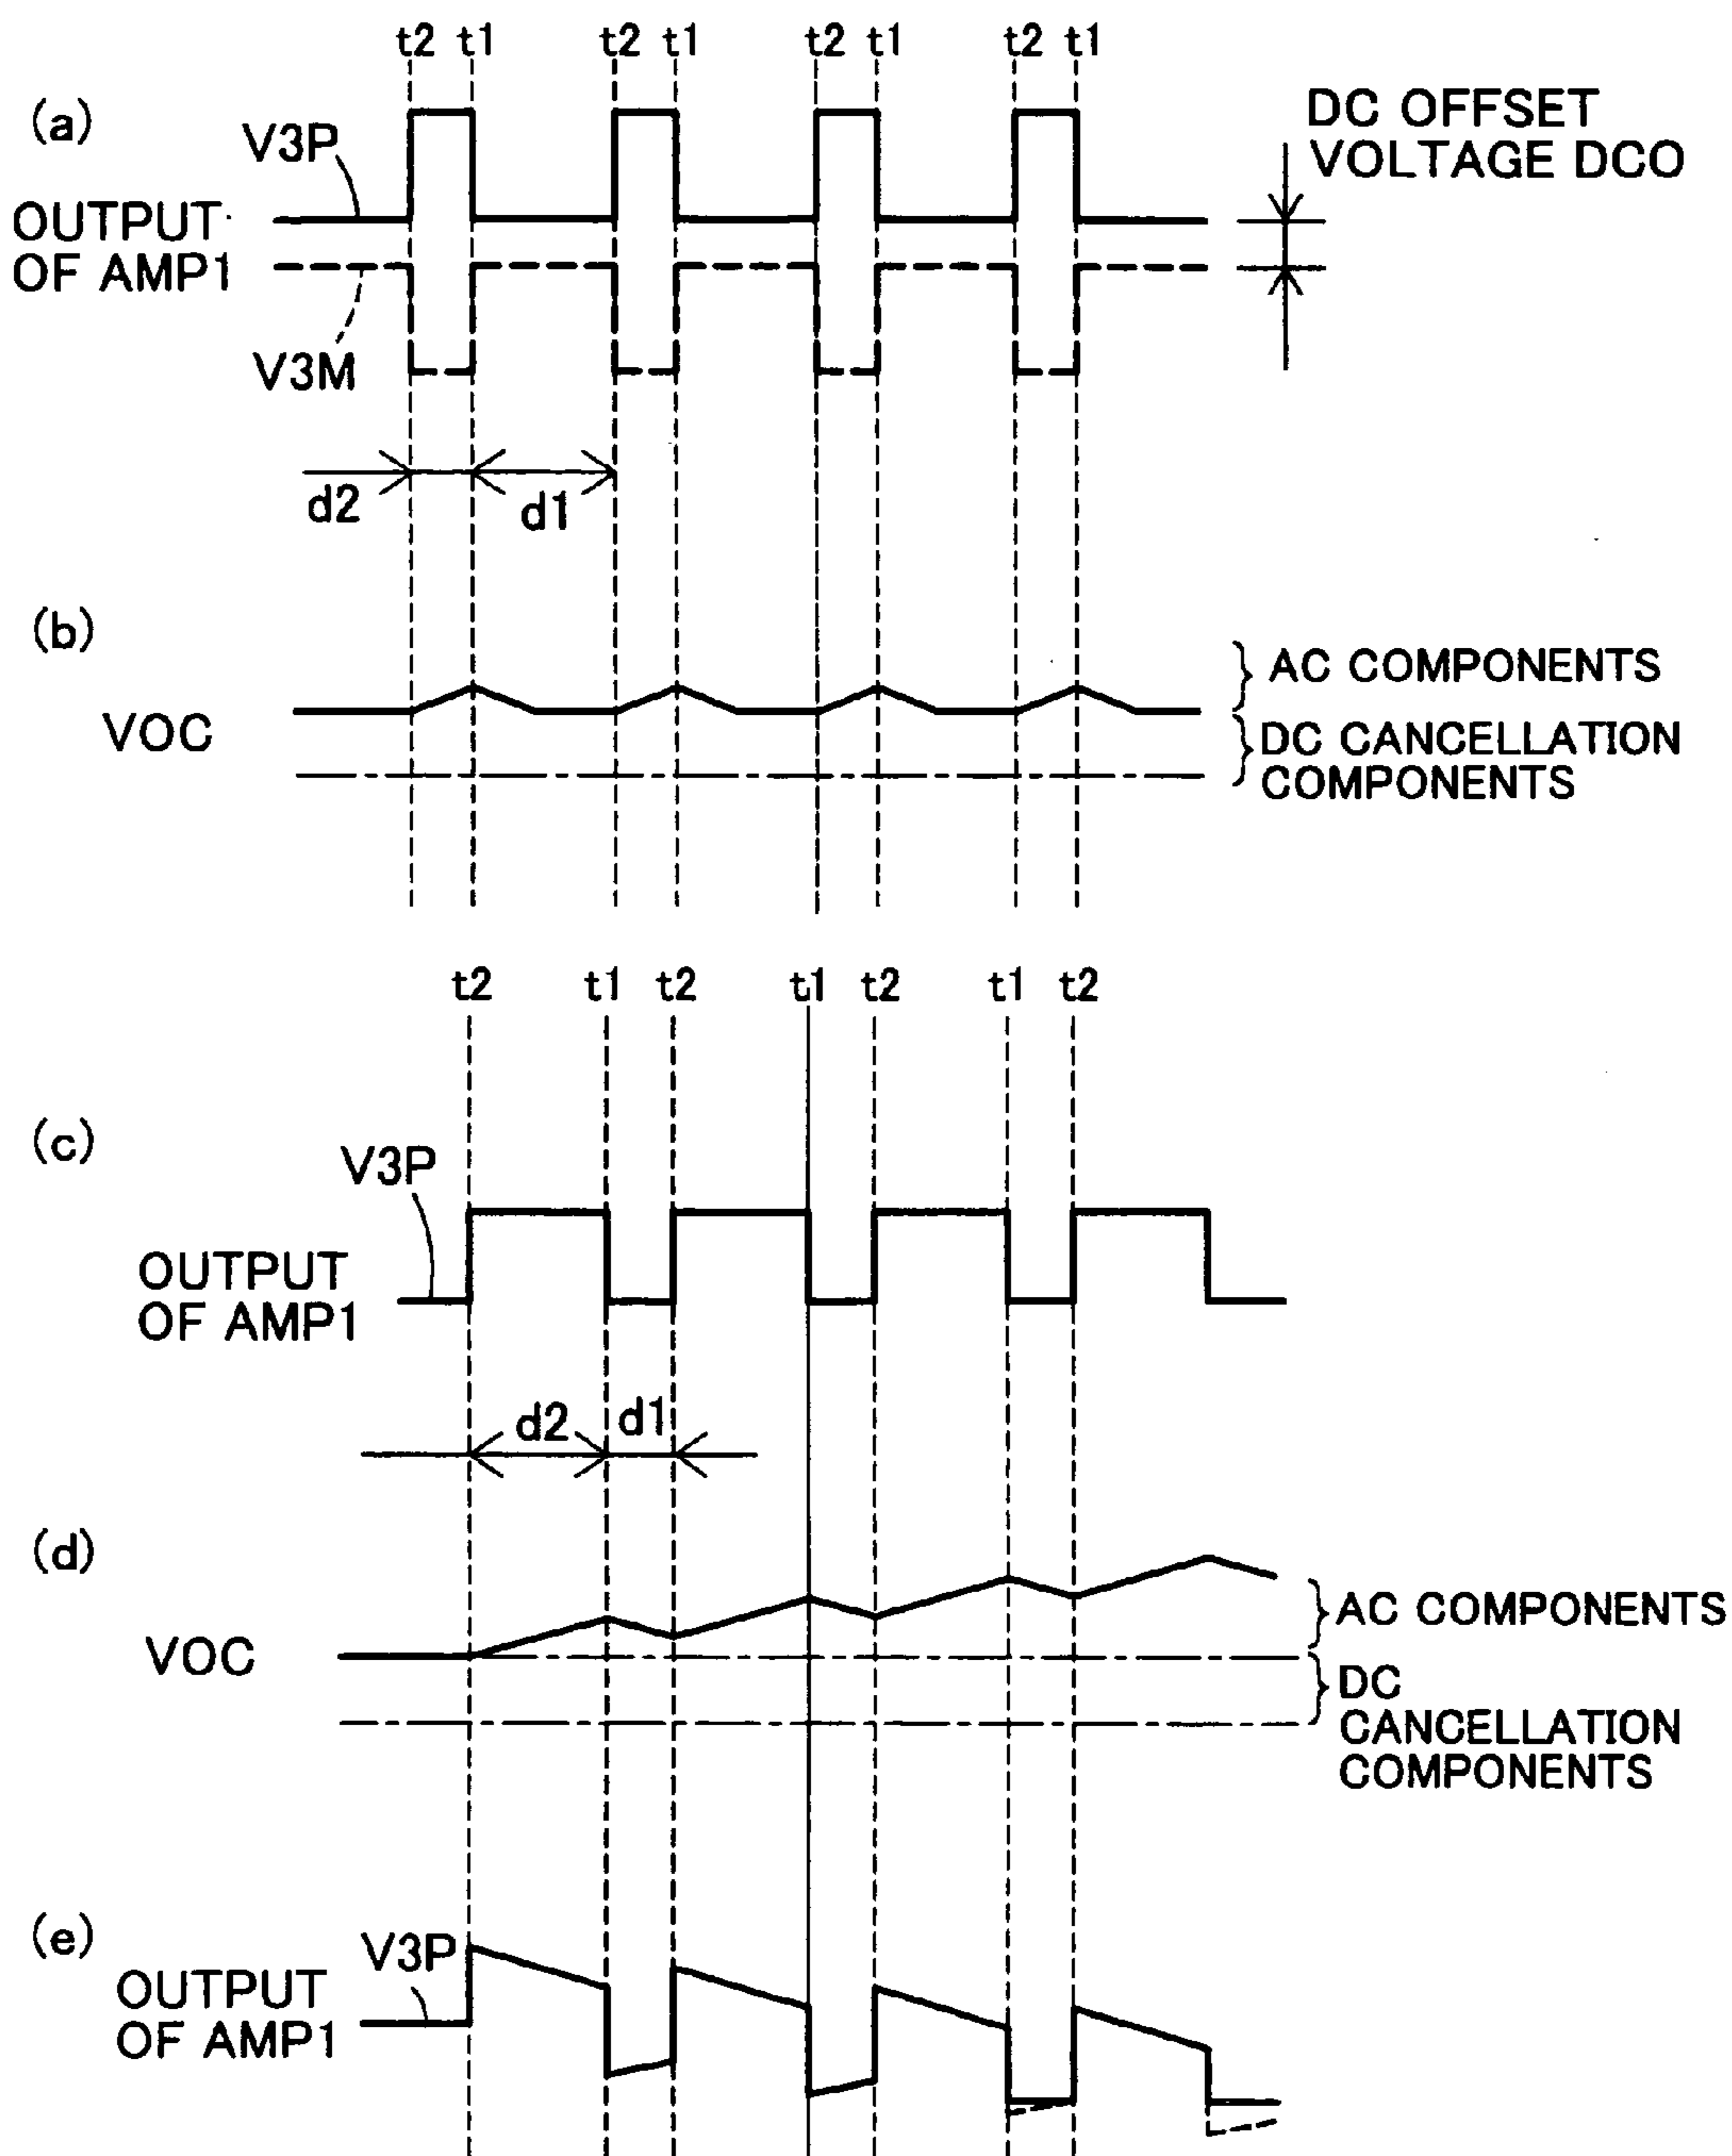 t2 t1 t2 t1 t2 t1 t2 t1
(a)
V3P
DC OFFSET
VOLTAGE DCO
OUTPUT
OF AMP1
V3M
d2 d1
(b)
AC COMPONENTS
VOC
DC CANCELLATION
COMPONENTS
t2 t1 t2 t1 t2 t1 t2
(c)
V3P
OUTPUT
OF AMP1
d2 d1
(d)
AC COMPONENTS
VOC
DC
CANCELLATION
COMPONENTS
(e)
V3P
OUTPUT
OF AMP1